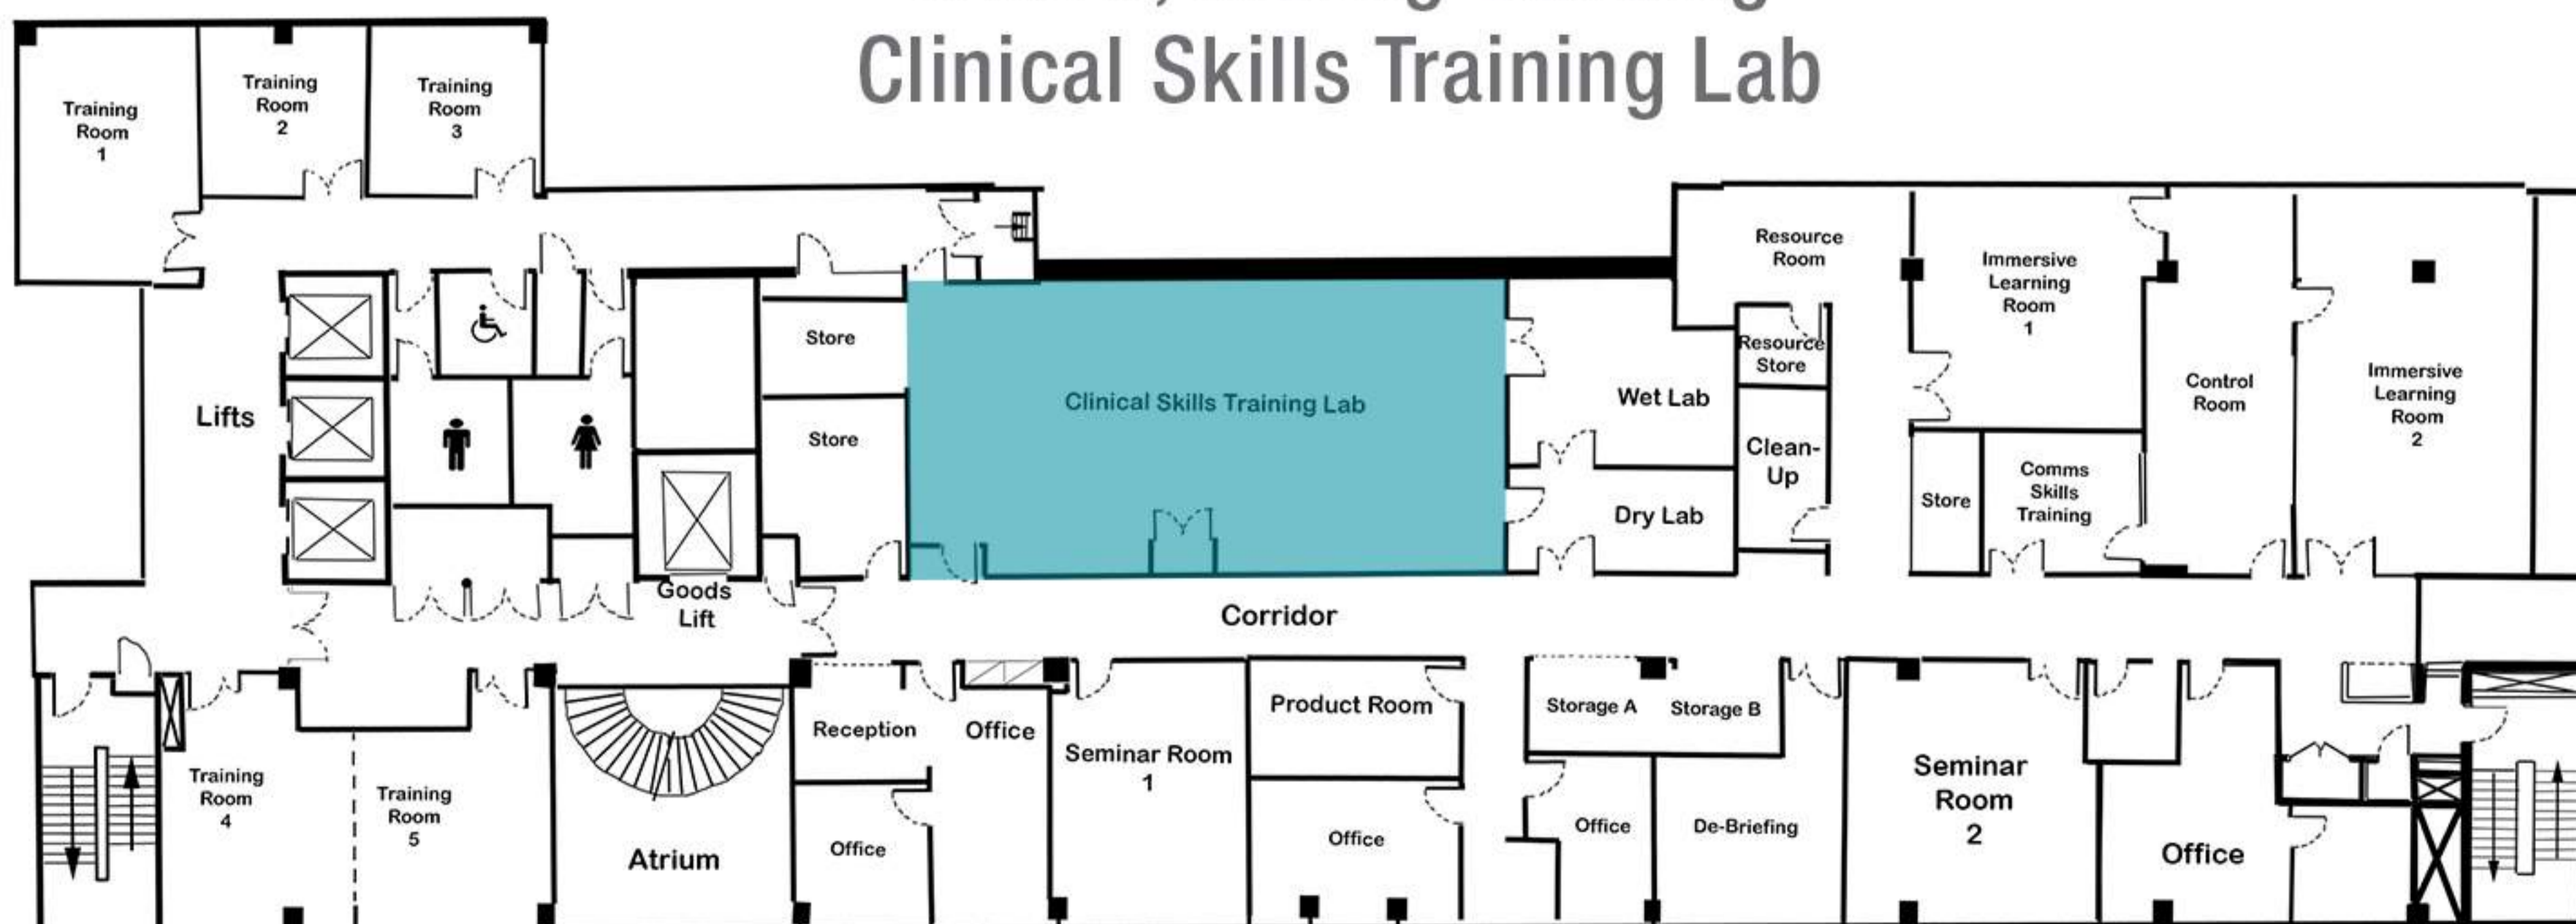 Clinical Skills Training Lab
Training
Room
1
Training
Room
2
Training
Room
3
Resource
Room
Immersive
Learning
Room
1
Store
Resource
Store
Lifts
Clinical Skills Training Lab
Wet Lab
Control
Room
Immersive
Learning
Room
2
Store
Clean-
Up
Store
Comms
Skills
Training
Dry Lab
Goods
Lift
Corridor
Training
Room
4
Training
Room
5
Atrium
Reception
Office
Office
Seminar Room
1
Product Room
Office
Storage A
Storage B
Office
De-Briefing
Seminar
Room
2
Office